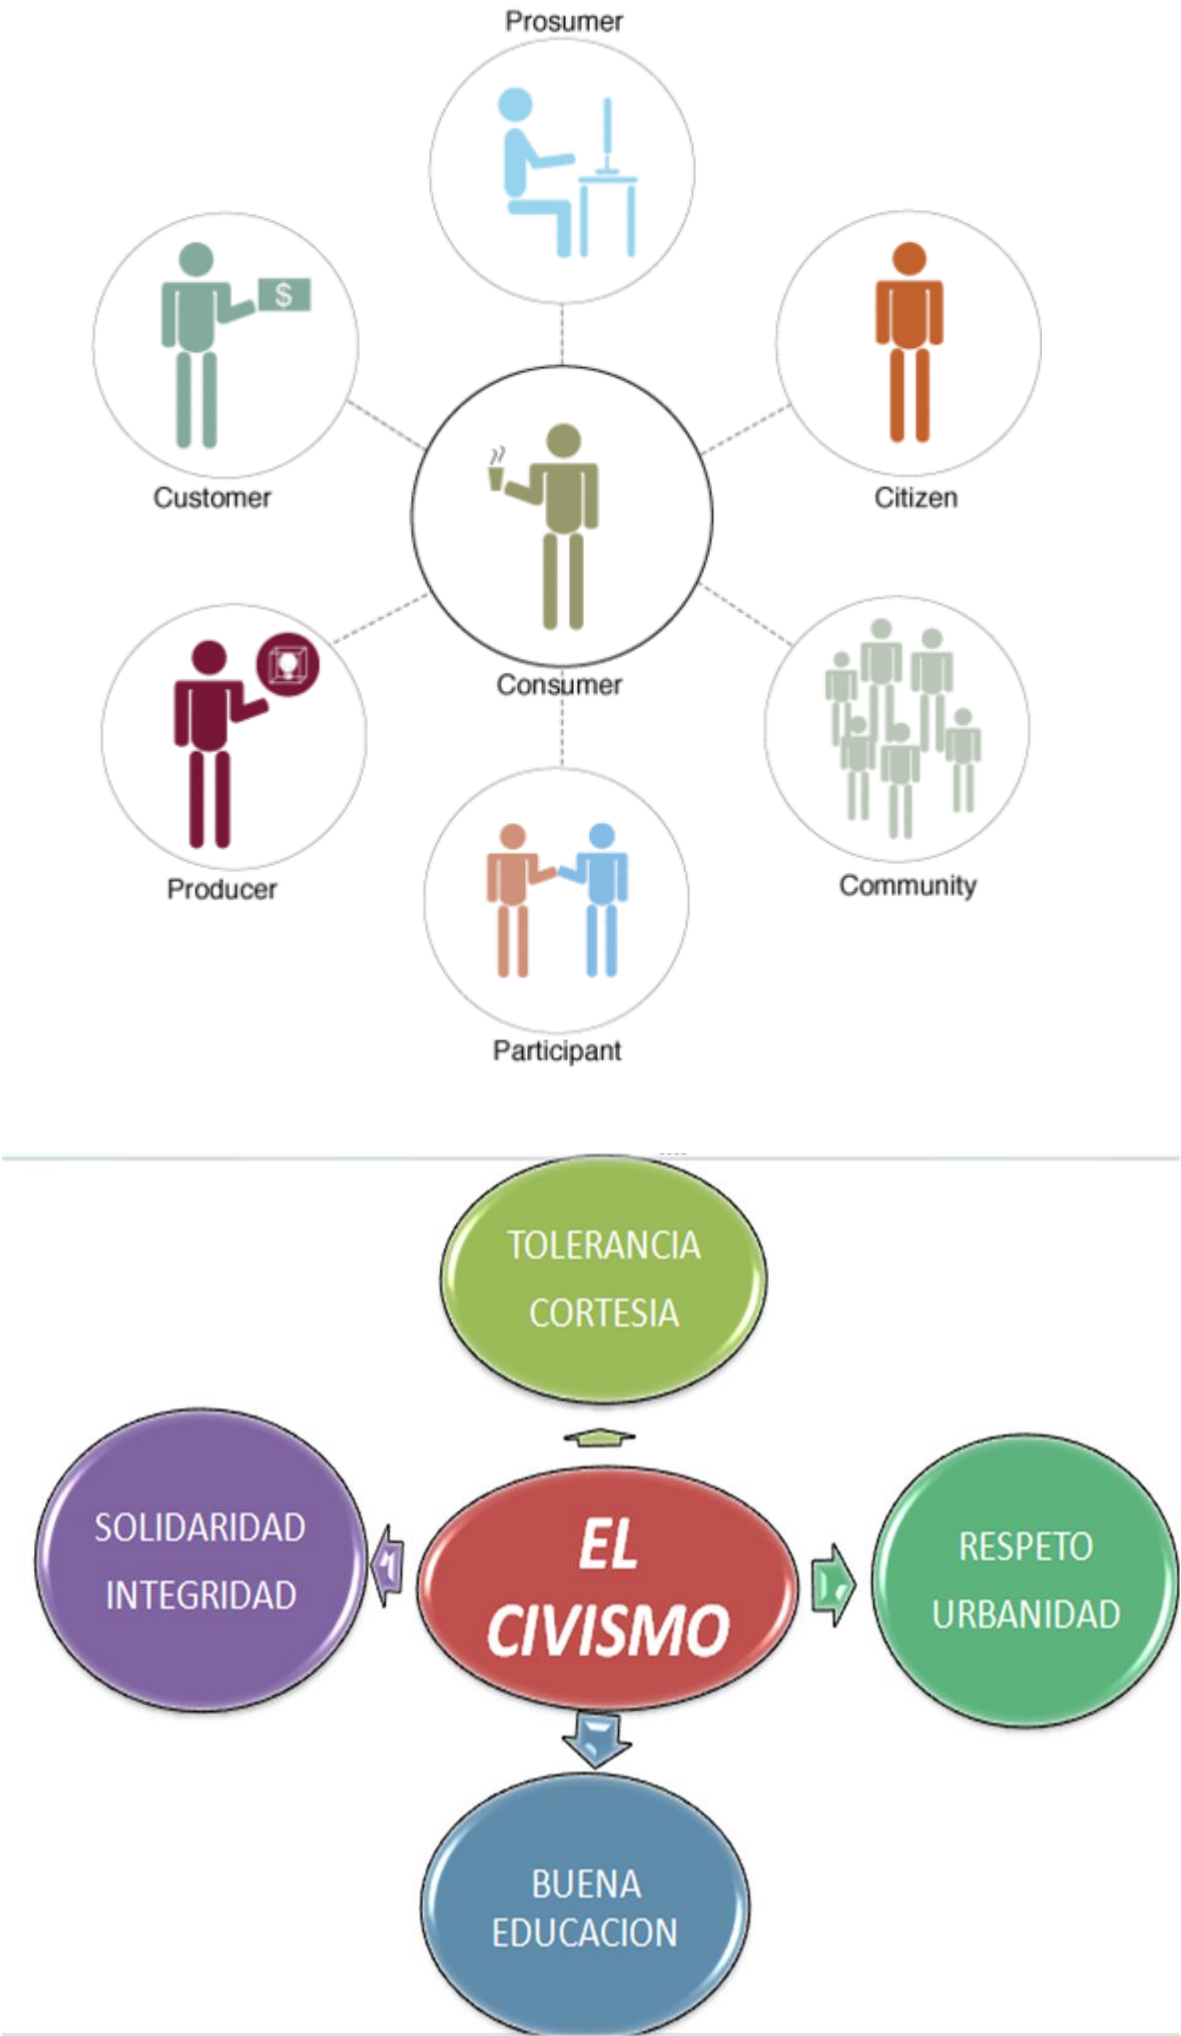 Prosumer
$
Customer
Citizen
Consumer
Producer
Community
Participant
TOLERANCIA
CORTESIA
SOLIDARIDAD
INTEGRIDAD
EL
CIVISMO
RESPETO
URBANIDAD
BUENA
EDUCACION